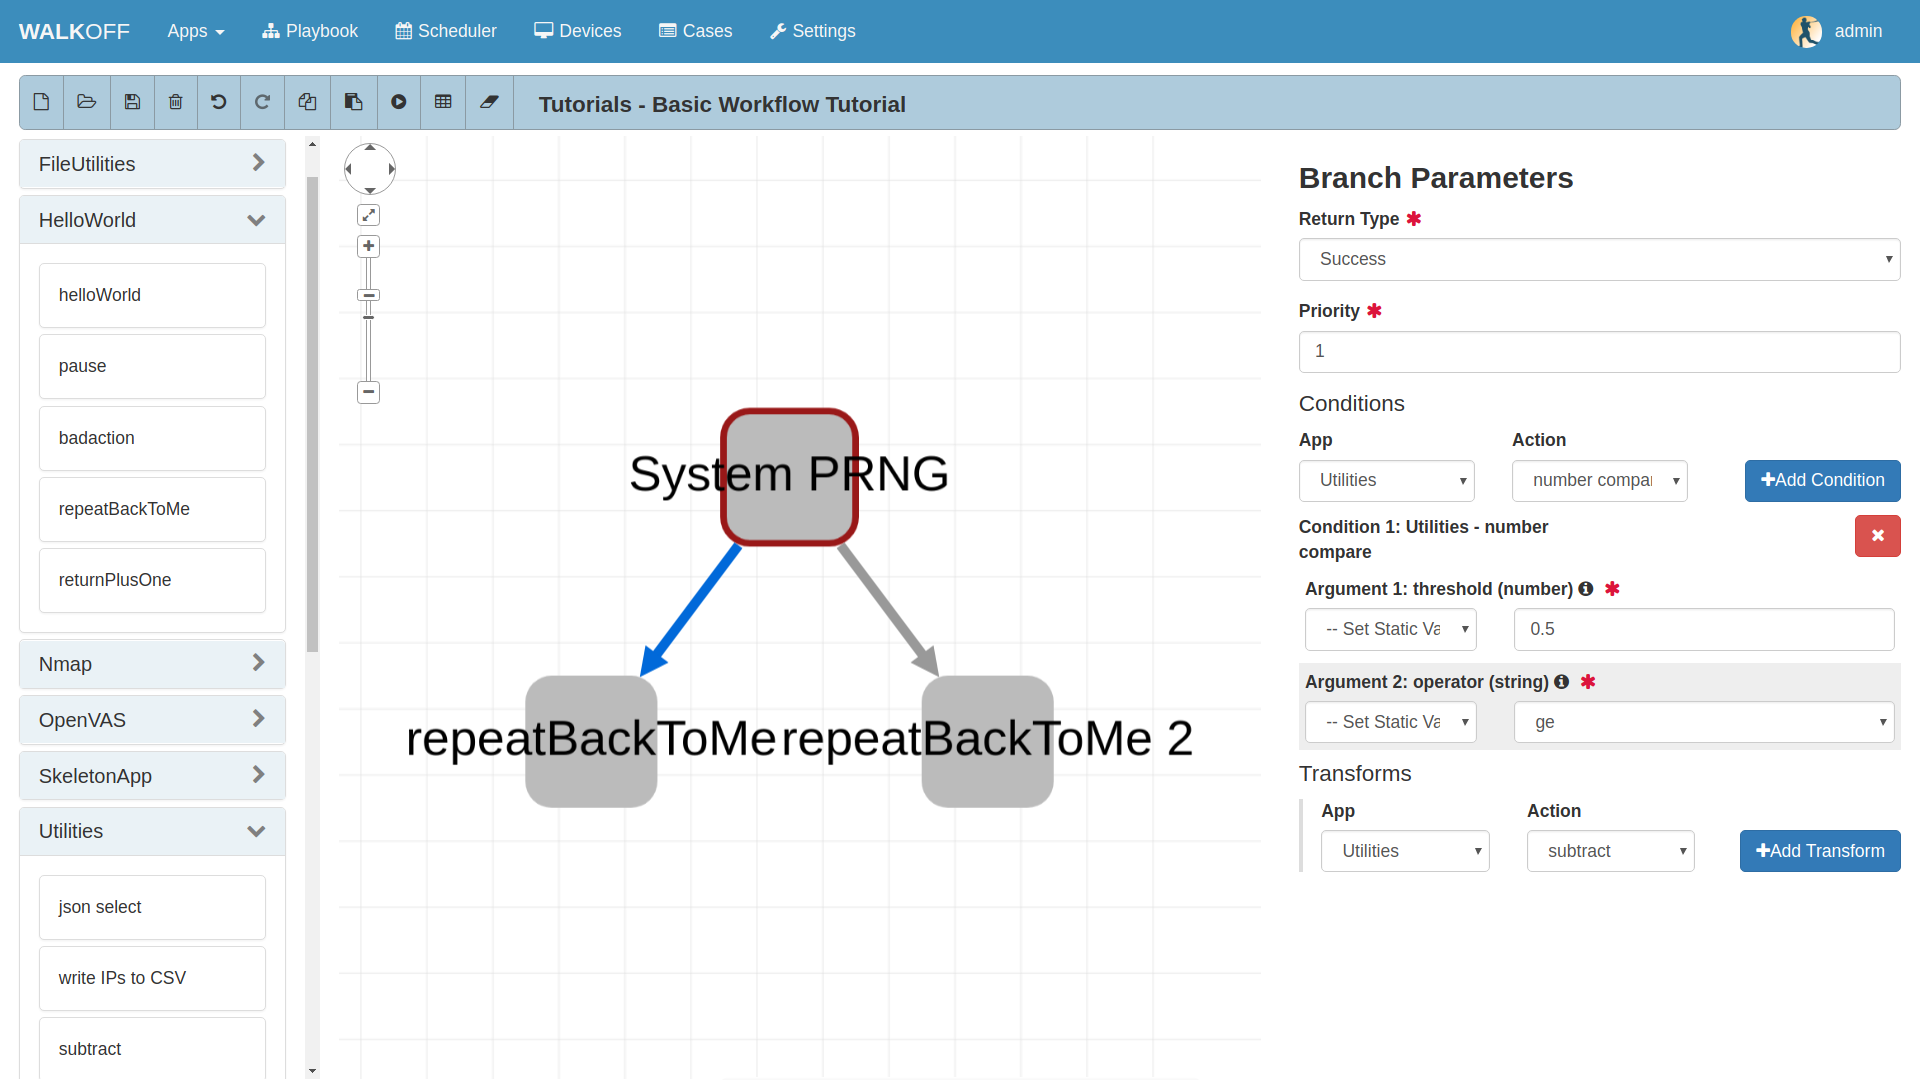 WALKOFF Apps Playbook Scheduler Devices Cases Settings admin
Tutorials - Basic Workflow Tutorial
FileUtilities
HelloWorld
helloWorld
pause
badaction
repeatBackToMe
returnPlusOne
Nmap
OpenVAS
SkeletonApp
Utilities
json select
write IPs to CSV
subtract
System PRNG
repeatBackToMe
repeatBackToMe 2
Branch Parameters
Return Type *
Success
Priority *
1
Conditions
App Action
Utilities number compar Add Condition
Condition 1: Utilities - number
compare
Argument 1: threshold (number) *
-- Set Static Va 0.5
Argument 2: operator (string) *
-- Set Static Va ge
Transforms
App Action
Utilities subtract Add Transform